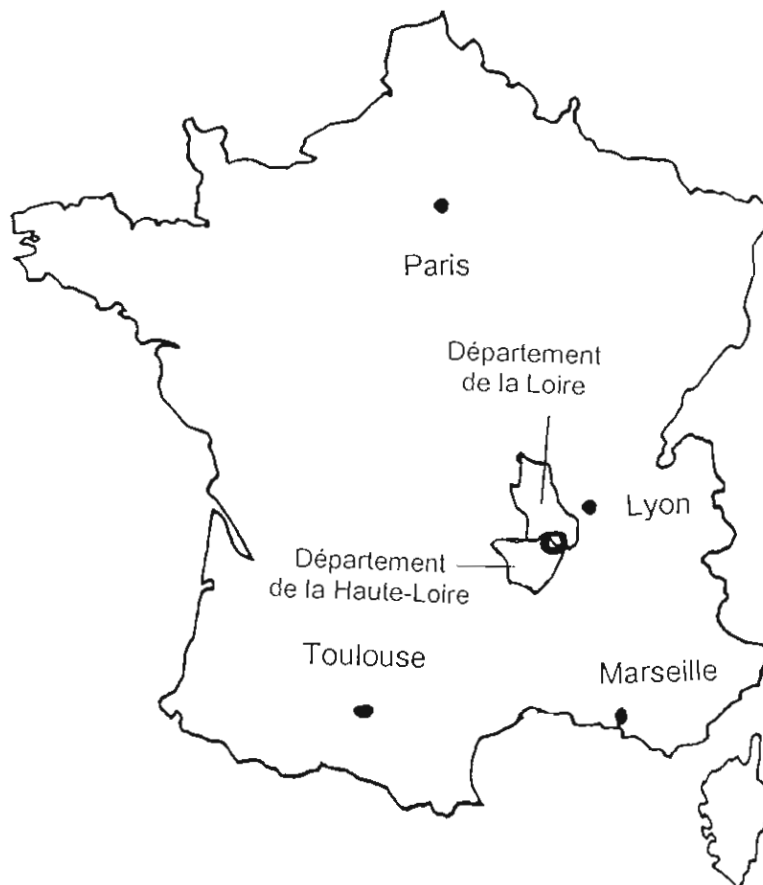 Paris
Département
de la Loire
Lyon
Département
de la Haute-Loire
Toulouse
Marseille